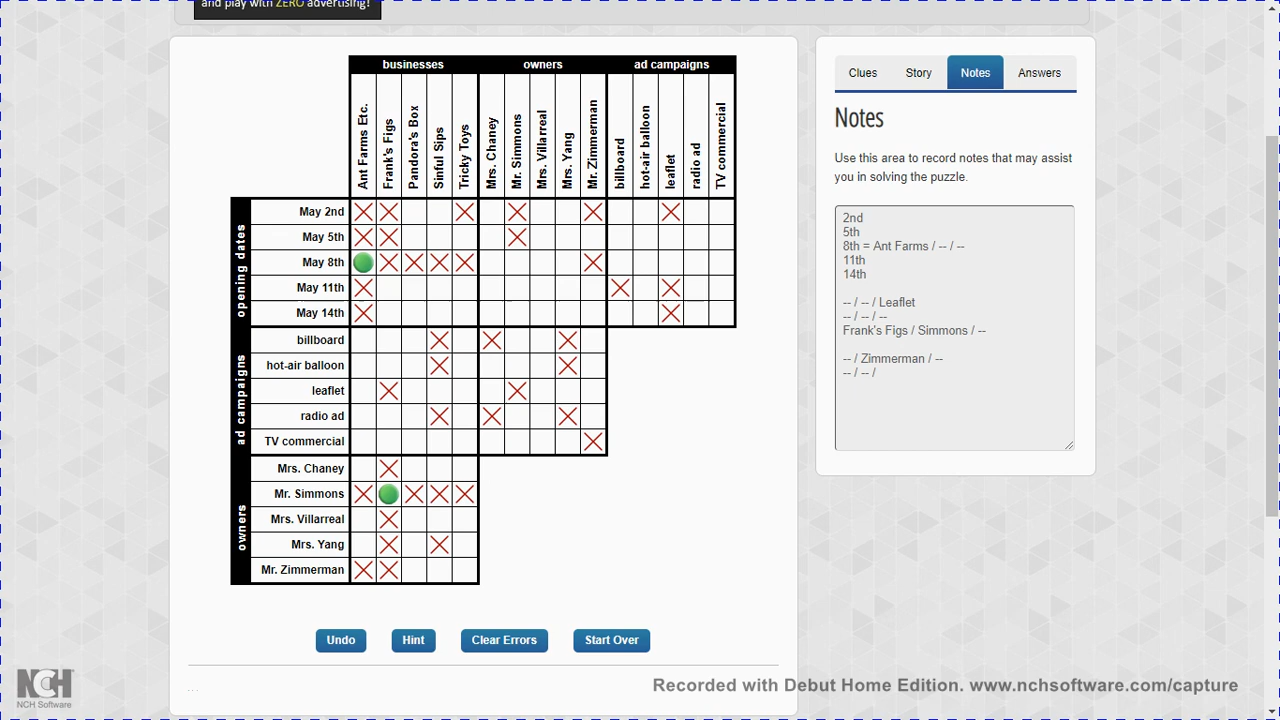 and play with ZERO advertising!
businesses owners ad campaigns
Ant Farms Etc.
Frank's Figs
Pandora's Box
Sinful Sips
Tricky Toys
Mrs. Chaney
Mr. Simmons
Mrs. Villarreal
Mrs. Yang
Mr. Zimmerman
billboard
hot-air balloon
leaflet
radio ad
TV commercial
opening dates
May 2nd
May 5th
May 8th
May 11th
May 14th
ad campaigns
billboard
hot-air balloon
leaflet
radio ad
TV commercial
owners
Mrs. Chaney
Mr. Simmons
Mrs. Villarreal
Mrs. Yang
Mr. Zimmerman
Undo Hint Clear Errors Start Over
...
Clues Story Notes Answers
Notes
Use this area to record notes that may assist
you in solving the puzzle.
2nd
5th
8th = Ant Farms / -- / --
11th
14th
-- / -- / Leaflet
-- / -- / --
Frank's Figs / Simmons / --
-- / Zimmerman / --
-- / -- /
NCH
NCH Software
Recorded with Debut Home Edition. www.nchsoftware.com/capture